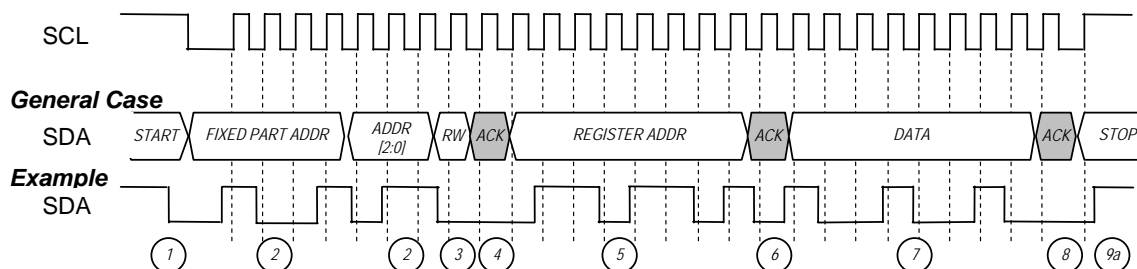 SCL
General Case
SDA START FIXED PART ADDR ADDR [2:0] RW ACK REGISTER ADDR ACK DATA ACK STOP
Example
SDA
1 2 2 3 4 5 6 7 8 9a